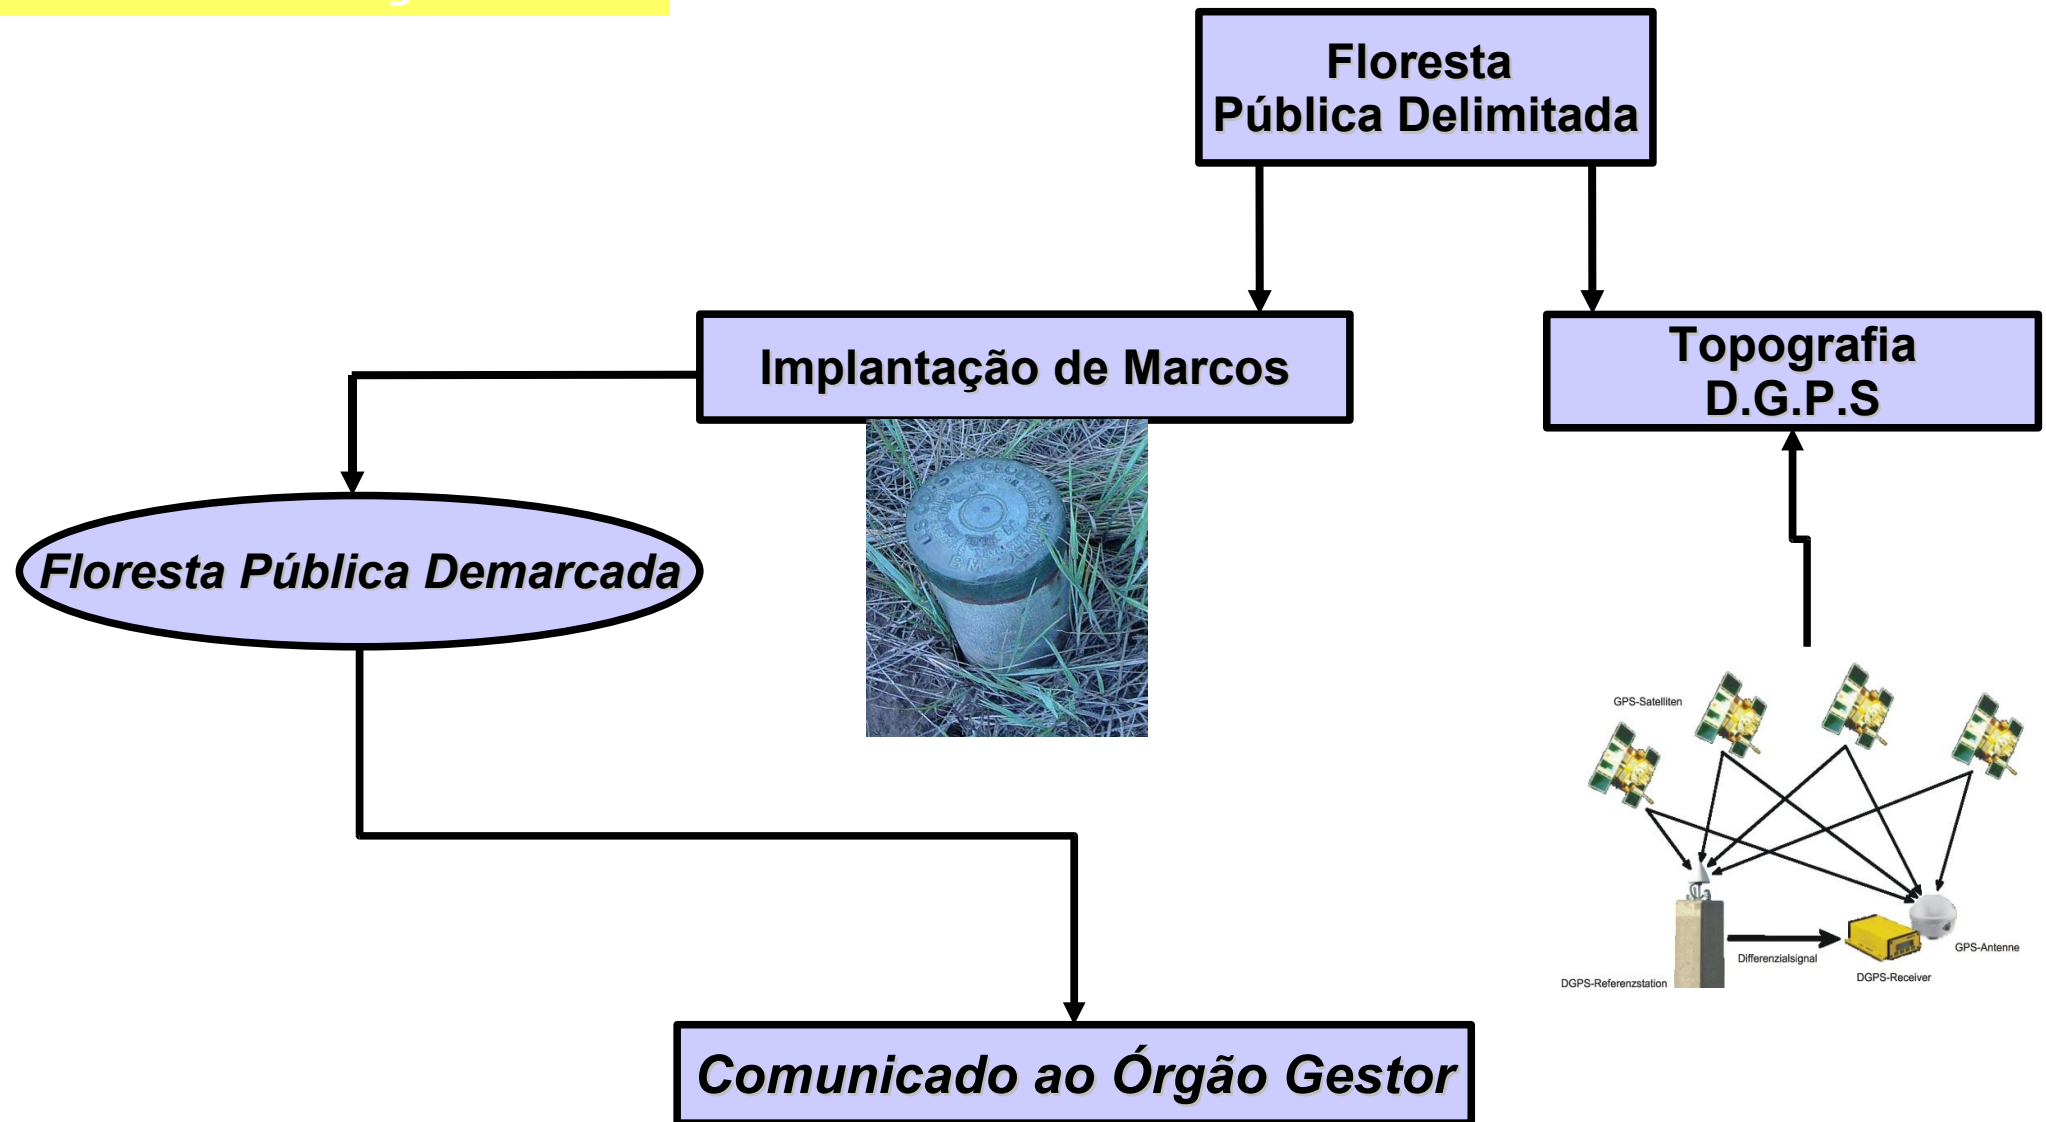 Floresta
Pública Delimitada
Implantação de Marcos
Topografia
D.G.P.S
Floresta Pública Demarcada
GPS-Satelliten
Differenzialsignal
GPS-Antenne
DGPS-Receiver
DGPS-Referenzstation
Comunicado ao Órgão Gestor